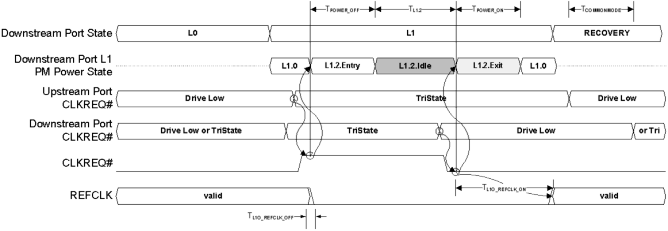 TPOWER_OFF TL1.2 TPOWER_ON TCOMMONMODE
Downstream Port State L0 L1 RECOVERY
Downstream Port L1
PM Power State L1.0 L1.2.Entry L1.2.Idle L1.2.Exit L1.0
Upstream Port
CLKREQ# Drive Low TriState Drive Low
Downstream Port
CLKREQ# Drive Low or TriState TriState Drive Low or Tri
CLKREQ#
TL1O_REFCLK_ON
REFCLK valid valid
TL1O_REFCLK_OFF